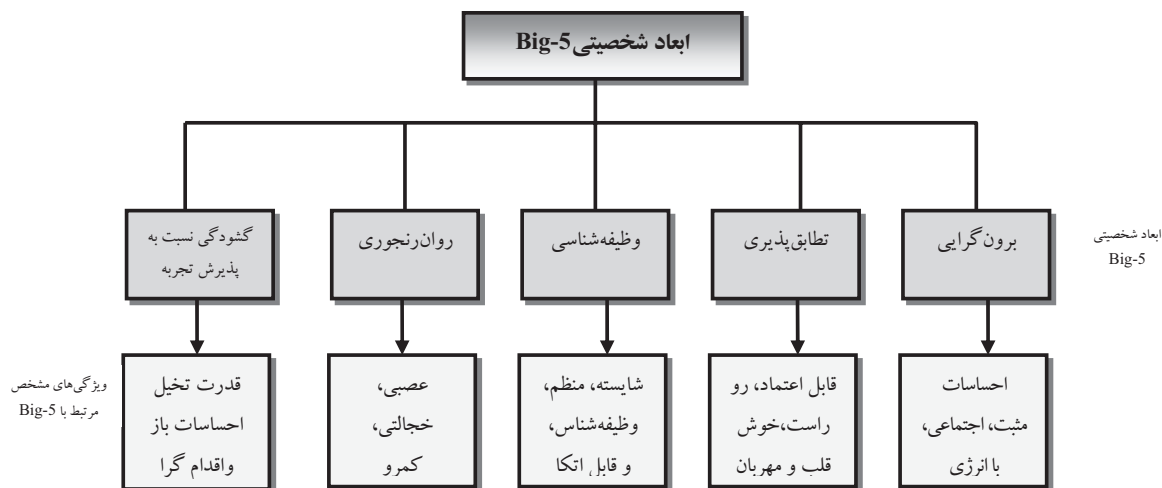 ابعاد شخصیتی Big-5
برون‌گرایی
تطابق‌پذیری
وظیفه‌شناسی
روان‌رنجوری
گشودگی نسبت به
پذیرش تجربه
ابعاد شخصیتی
Big-5
احساسات
مثبت، اجتماعی،
با انرژی
قابل اعتماد، رو
راست،خوش
قلب و مهربان
شایسته، منظم،
وظیفه‌شناس،
و قابل اتکا
عصبی،
خجالتی،
کمرو
قدرت تخیل
احساسات باز
واقدام گرا
ویژگی‌های مشخص
مرتبط با Big-5